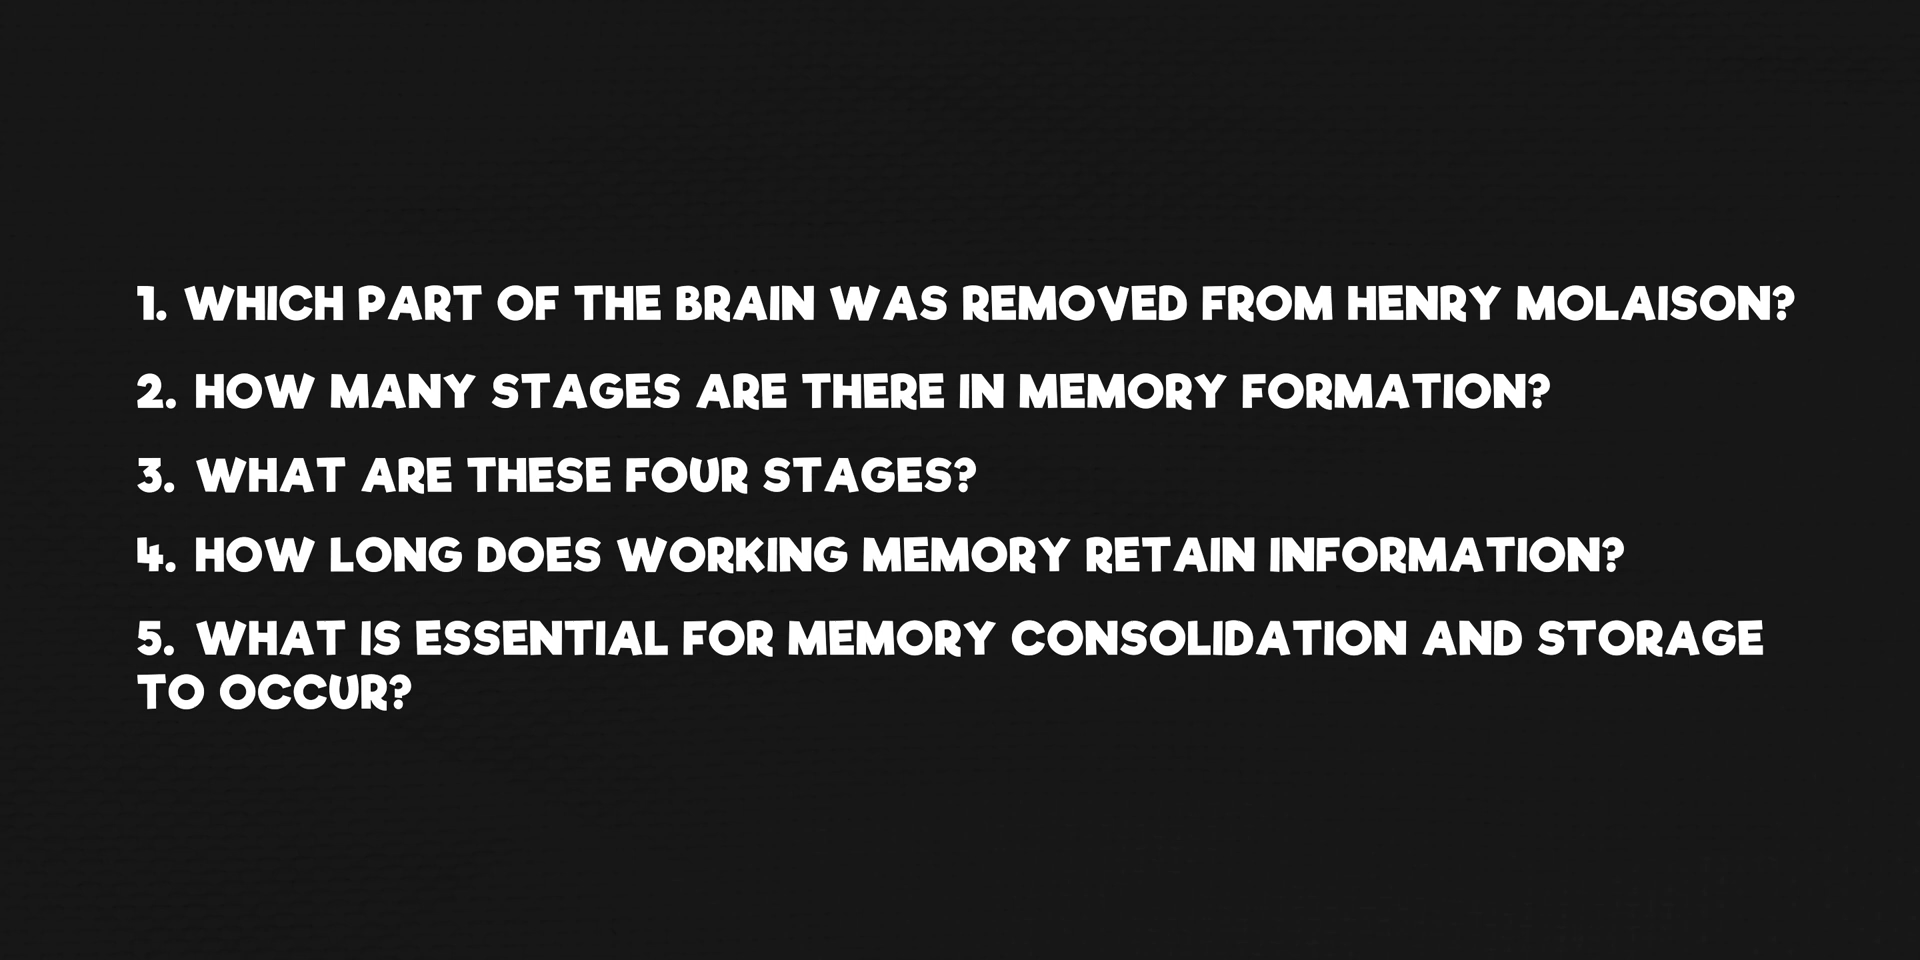 1. WHICH PART OF THE BRAIN WAS REMOVED FROM HENRY MOLAISON?
2. HOW MANY STAGES ARE THERE IN MEMORY FORMATION?
3. WHAT ARE THESE FOUR STAGES?
4. HOW LONG DOES WORKING MEMORY RETAIN INFORMATION?
5. WHAT IS ESSENTIAL FOR MEMORY CONSOLIDATION AND STORAGE
TO OCCUR?